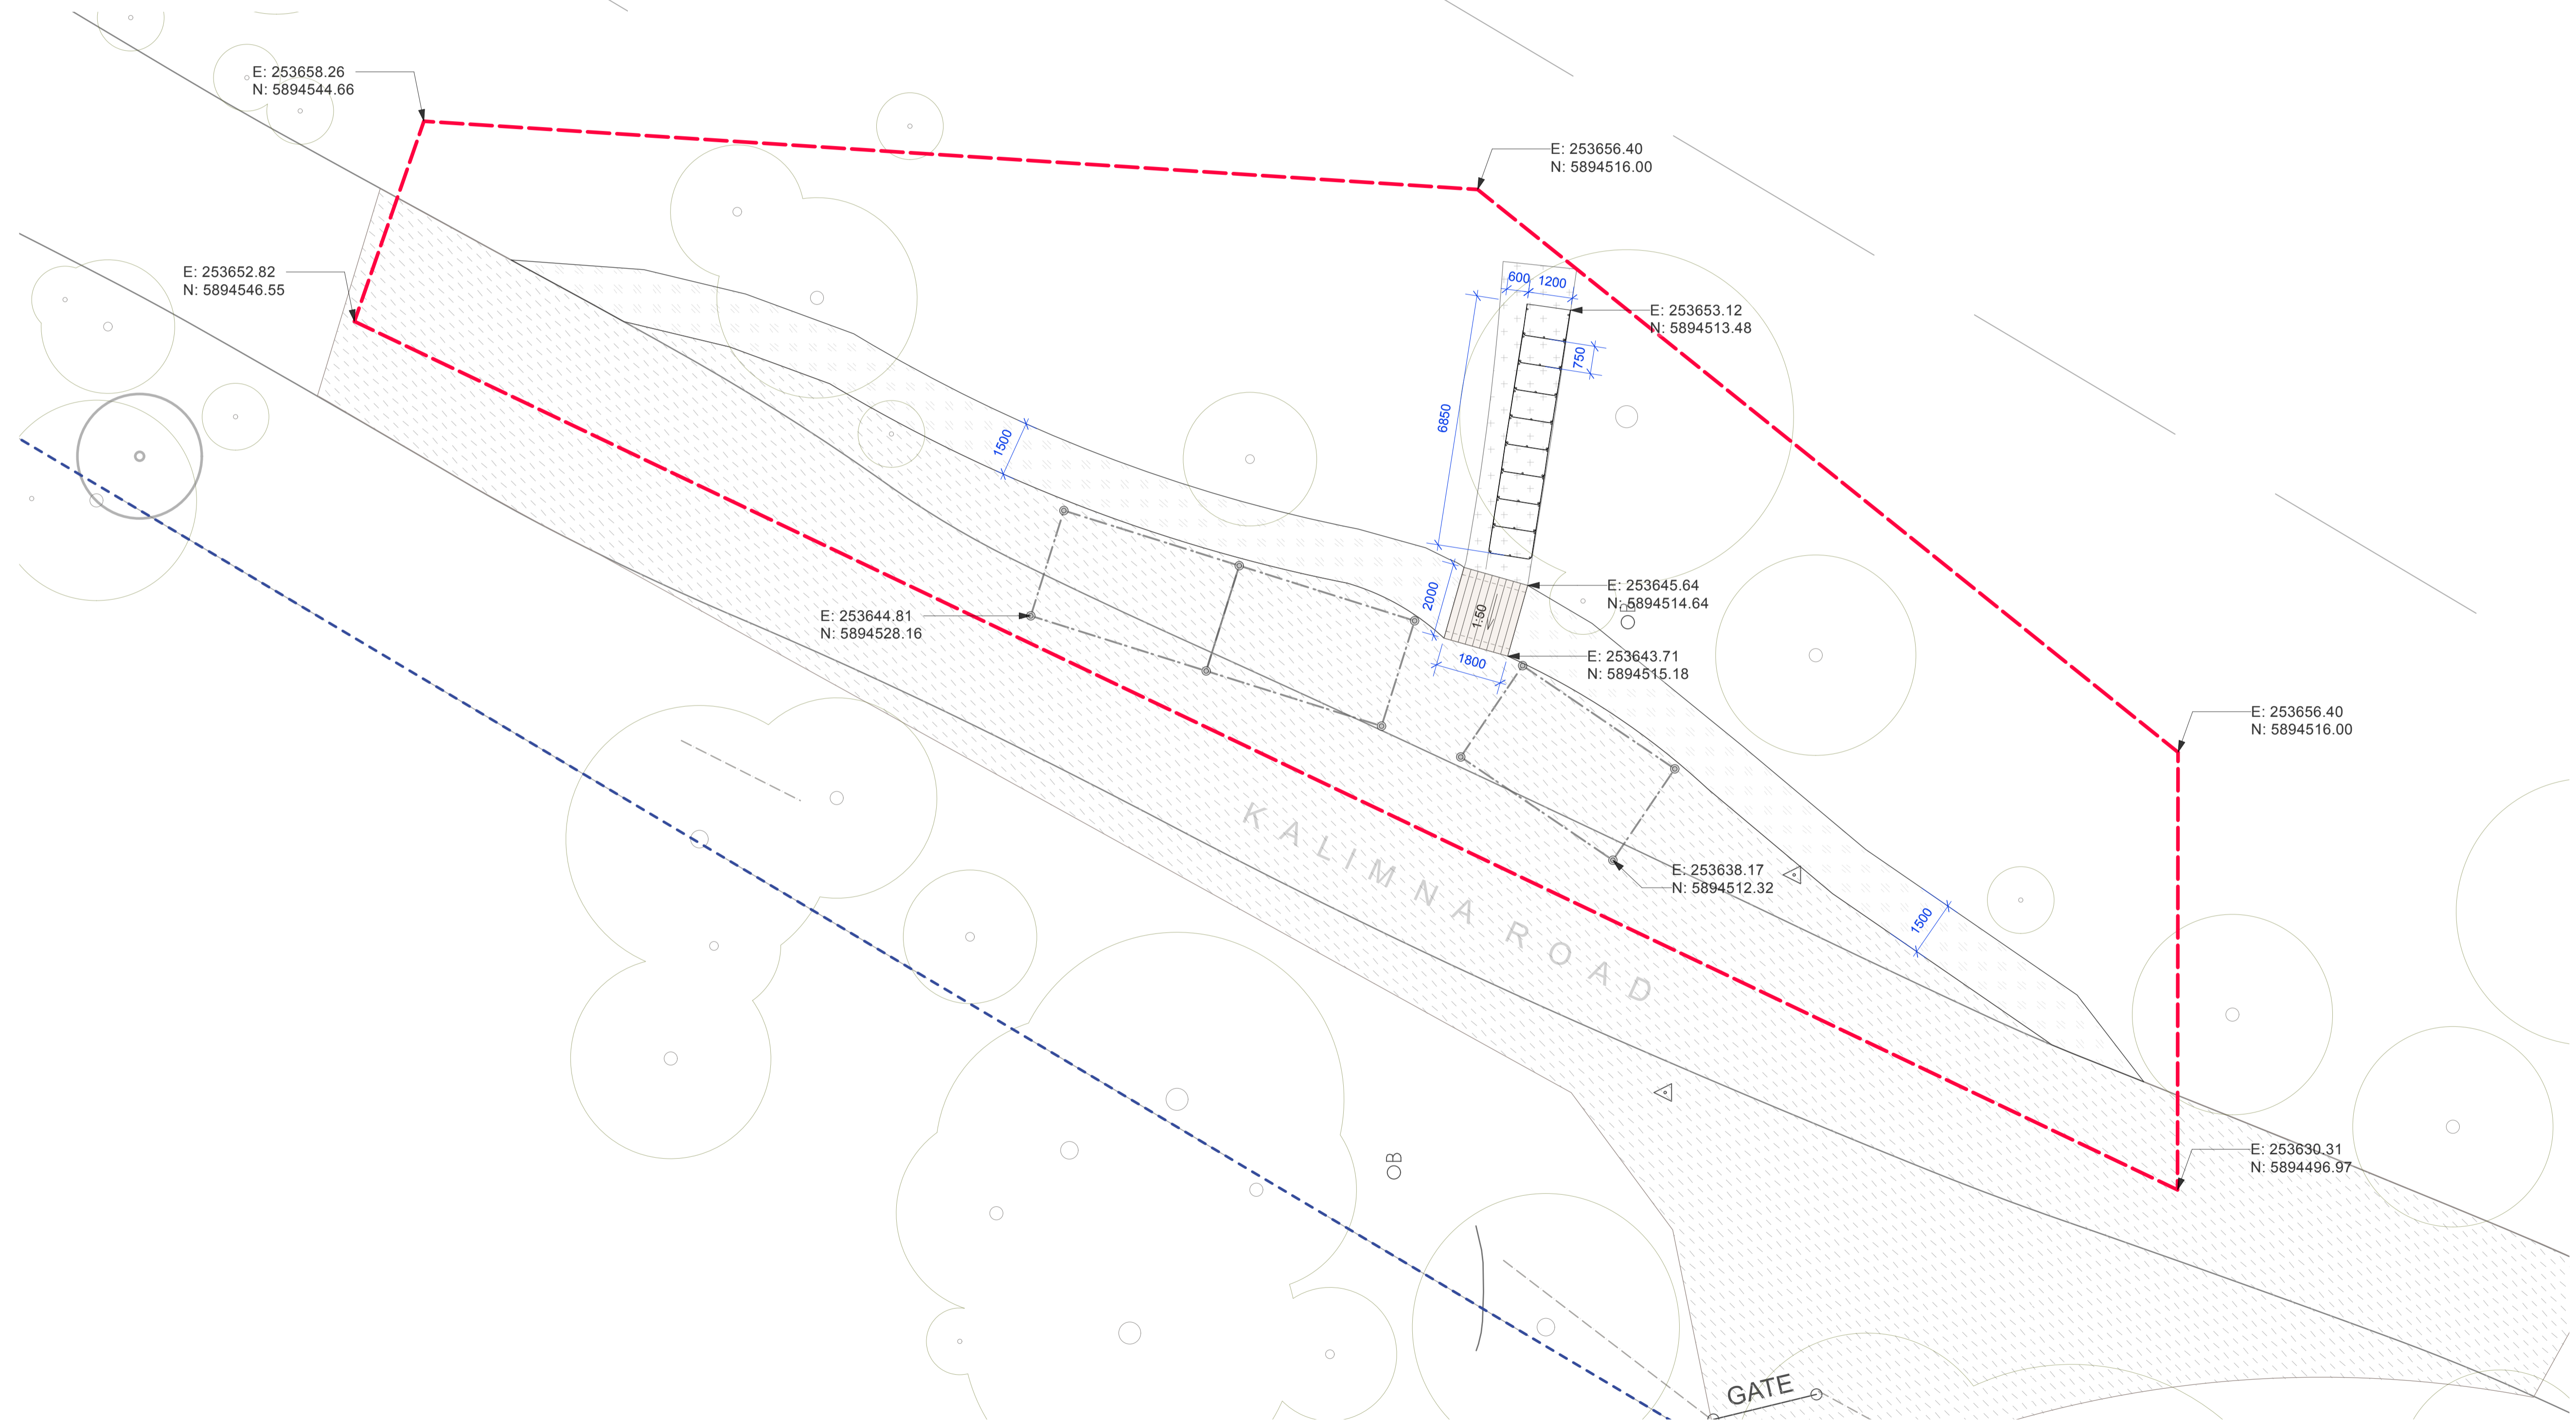 E: 253658.26
N: 5894544.66
E: 253656.40
N: 5894516.00
E: 253652.82
N: 5894546.55
600
1200
E: 253653.12
N: 5894513.48
750
6850
1500
2000
1:50
1800
E: 253645.64
N: 5894514.64
OB
E: 253644.81
N: 5894528.16
E: 253643.71
N: 5894515.18
E: 253656.40
N: 5894516.00
E: 253638.17
N: 5894512.32
KALIMNA ROAD
1500
OB
E: 253630.31
N: 5894496.97
GATE